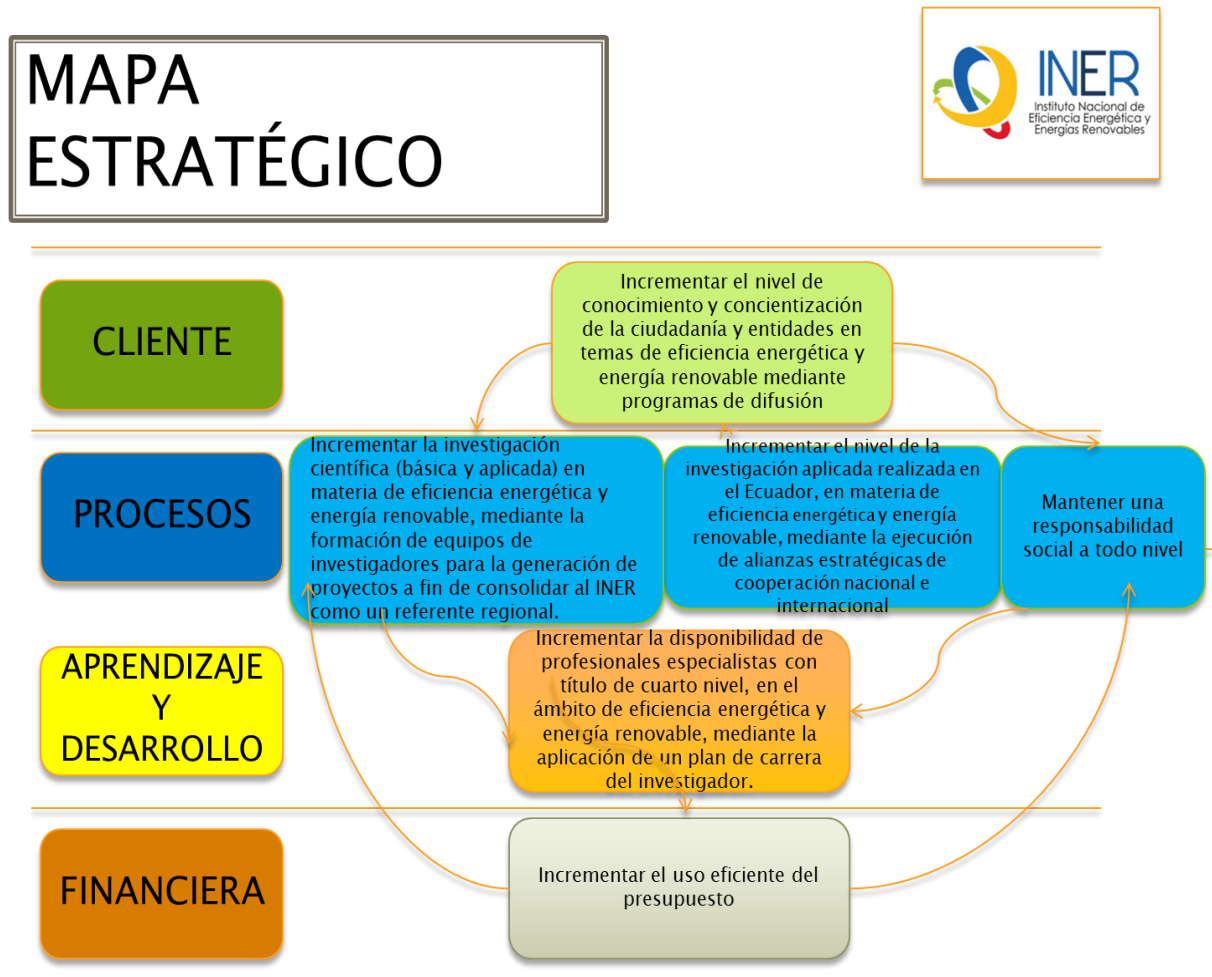 MAPA
ESTRATÉGICO
INER
Instituto Nacional de
Eficiencia Energética y
Energías Renovables
CLIENTE
Incrementar el nivel de
conocimiento y concientización
de la ciudadanía y entidades en
temas de eficiencia energética y
energía renovable mediante
programas de difusión
PROCESOS
Incrementar la investigación
científica (básica y aplicada) en
materia de eficiencia energética y
energía renovable, mediante la
formación de equipos de
investigadores para la generación de
proyectos a fin de consolidar al INER
como un referente regional.
Incrementar el nivel de la
investigación aplicada realizada en
el Ecuador, en materia de
eficiencia energética y energía
renovable, mediante la ejecución
de alianzas estratégicas de
cooperación nacional e
internacional
Mantener una
responsabilidad
social a todo nivel
APRENDIZAJE
Y
DESARROLLO
Incrementar la disponibilidad de
profesionales especialistas con
título de cuarto nivel, en el
ámbito de eficiencia energética y
energía renovable, mediante la
aplicación de un plan de carrera
del investigador.
FINANCIERA
Incrementar el uso eficiente del
presupuesto